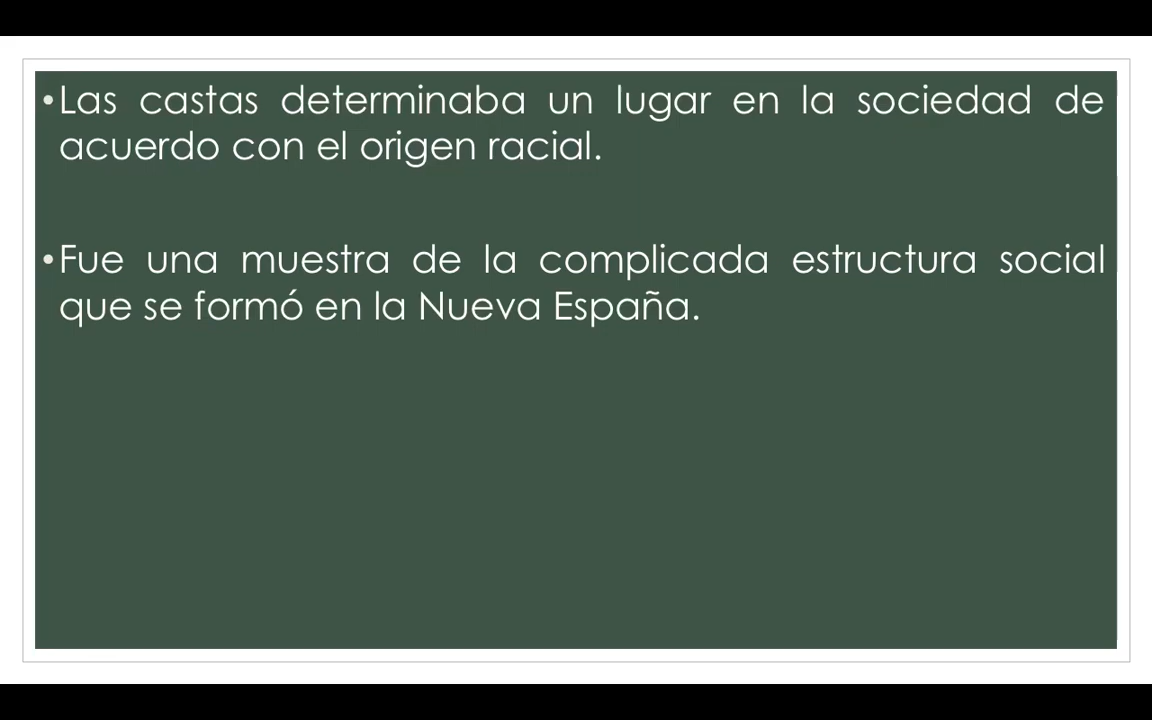 •Las castas determinaba un lugar en la sociedad de
acuerdo con el origen racial.
•Fue una muestra de la complicada estructura social
que se formó en la Nueva España.